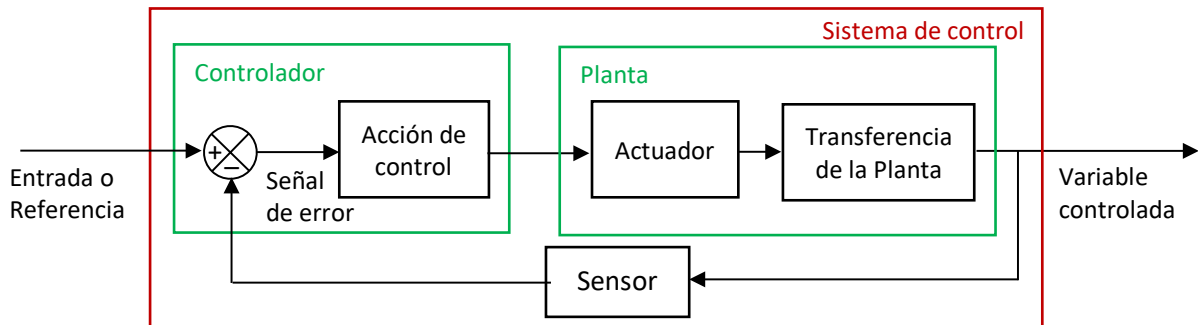 Sistema de control
Controlador
Planta
+
−
Acción de
control
Actuador
Transferencia
de la Planta
Entrada o
Referencia
Señal
de error
Variable
controlada
Sensor